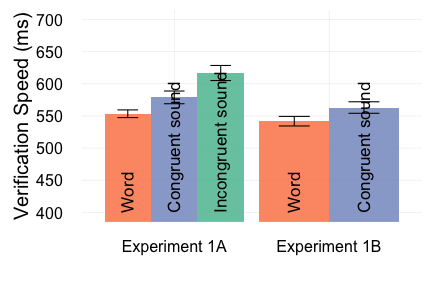 Verification Speed (ms)
700
650
600
550
500
450
400
Word
Congruent sound
Incongruent sound
Word
Congruent sound
Experiment 1A
Experiment 1B